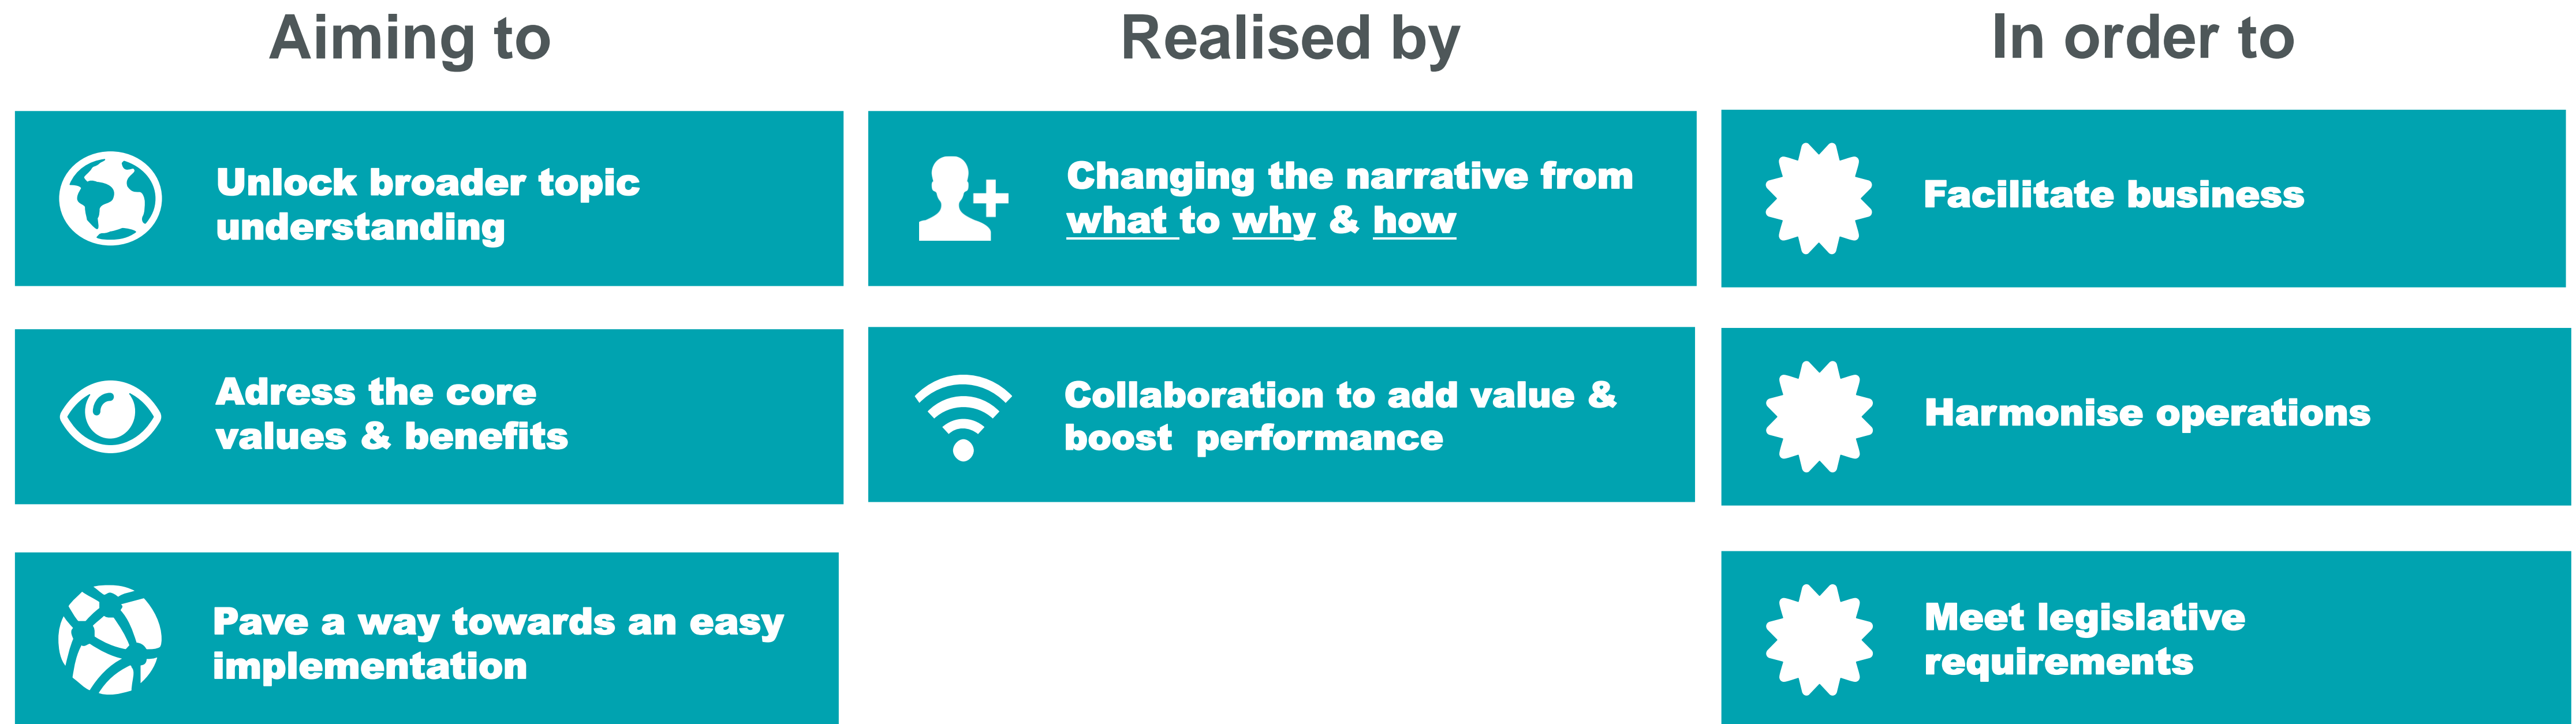 Aiming to
Unlock broader topic
understanding
Adress the core
values & benefits
Pave a way towards an easy
implementation
Realised by
Changing the narrative from
what to why & how
Collaboration to add value &
boost  performance
In order to
Facilitate business
Harmonise operations
Meet legislative
requirements